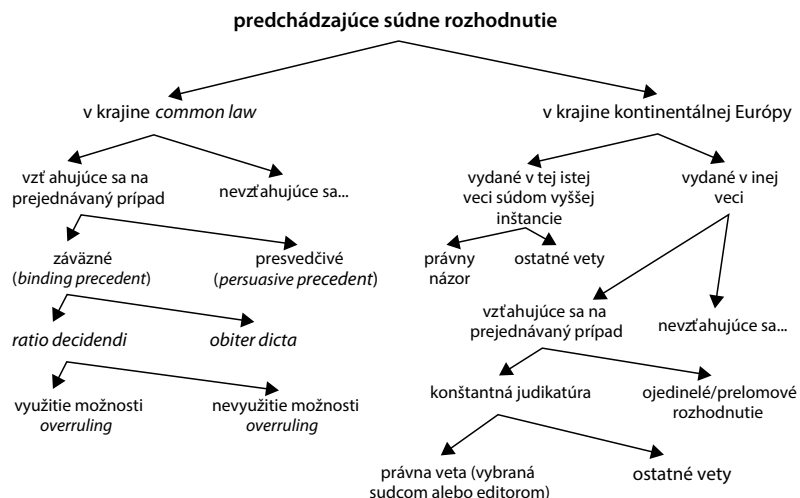 predchádzajúce súdne rozhodnutie
v krajine common law
v krajine kontinentálnej Európy
vzť ahujúce sa na
prejednávaný prípad
nevzťahujúce sa...
vydané v tej istej
veci súdom vyššej
inštancie
vydané v inej
veci
záväzné
(binding precedent)
presvedčivé
(persuasive precedent)
právny
názor
ostatné vety
vzťahujúce sa na
prejednávaný prípad
nevzťahujúce sa...
ratio decidendi
obiter dicta
konštantná judikatúra
ojedinelé/prelomové
rozhodnutie
využitie možnosti
overruling
nevyužitie možnosti
overruling
právna veta (vybraná
sudcom alebo editorom)
ostatné vety